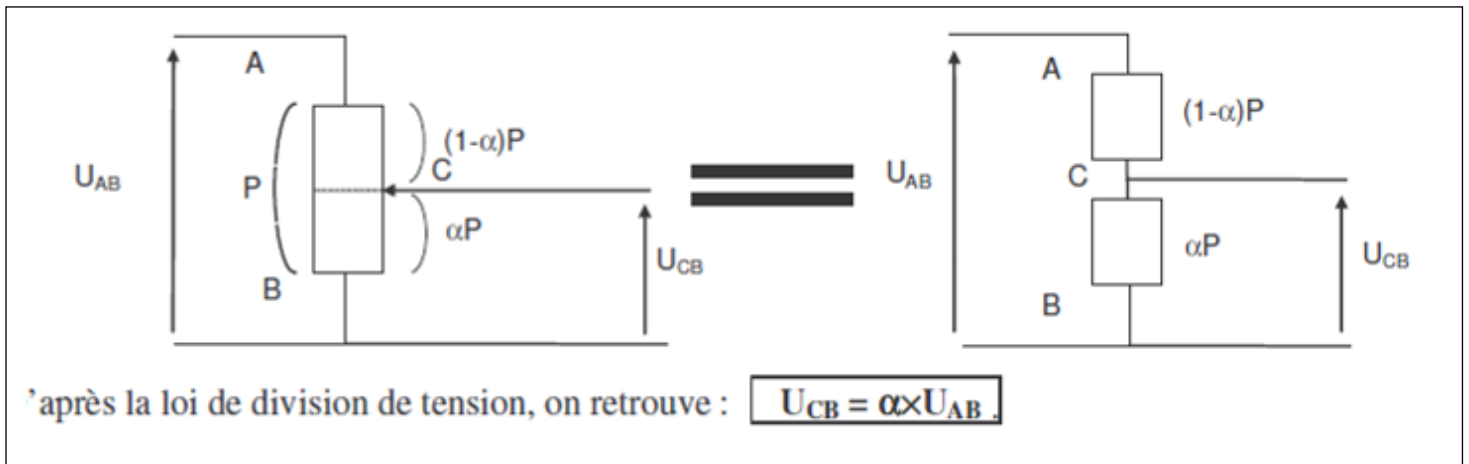 A
(1-α)P
C
U_AB
P
αP
B
U_CB
A
(1-α)P
C
U_AB
αP
B
U_CB
'après la loi de division de tension, on retrouve : U_CB = α×U_AB .